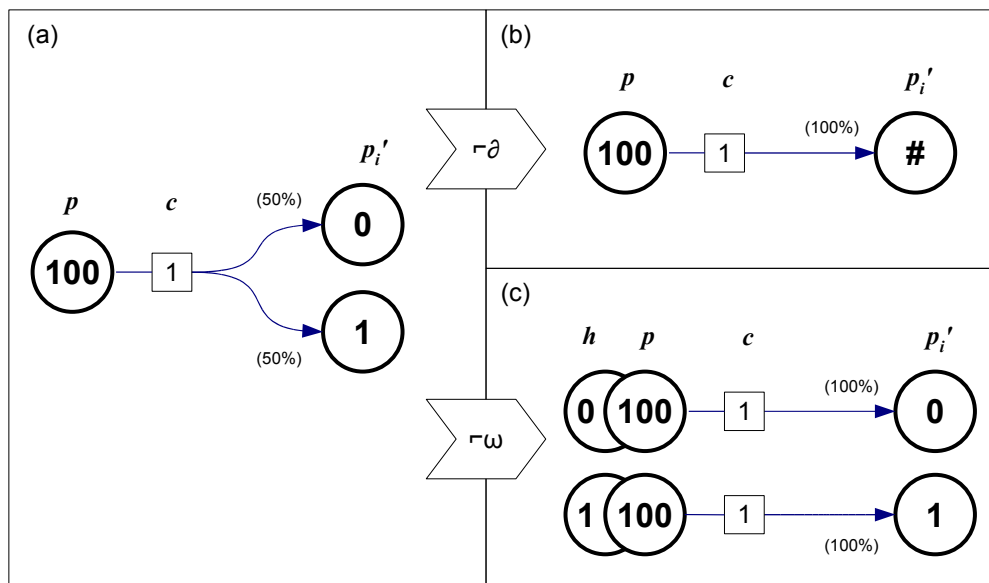 (a)
p c p_i'
100 1
(50%) 0
(50%) 1
¬∂
(b)
p c p_i'
100 1 (100%) #
¬ω
(c)
h p c p_i'
0 100 1 (100%) 0
1 100 1 (100%) 1